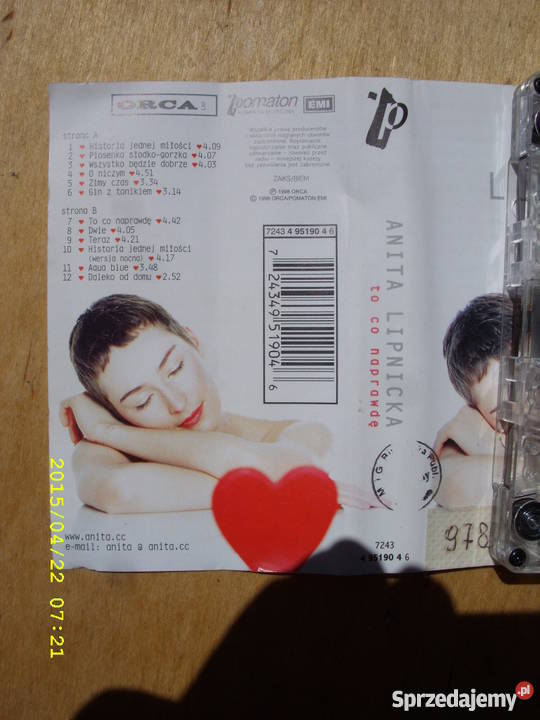 ORCA
pomaton EMI
strona A
1 ♥ Historia jednej miłości ♥4.09
2 ♥ Piosenka słodko-gorzka ♥4.07
3 ♥ Wszystko będzie dobrze ♥4.03
4 ♥ O niczym ♥4.51
5 ♥ Zimy czas ♥3.34
6 ♥ Gin z tonikiem ♥3.14
strona B
7 ♥ To co naprawdę ♥4.42
8 ♥ Dwie ♥4.05
9 ♥ Teraz ♥4.21
10 ♥ Historia jednej miłości
(wersja nocna) ♥4.17
11 ♥ Aqua blue ♥3.48
12 ♥ Daleko od domu ♥2.52
ZAIKS/BIEM
℗ 1998 ORCA
© 1998 ORCA/POMATON EMI
7243 4 95190 4 6
7 24349 51904 6
ANITA LIPNICKA
to co naprawdę
www.anita.cc
e-mail: anita @ anita.cc
7243
4 95190 4 6
978
L
2015/04/22 07:21
Sprzedajemy.pl